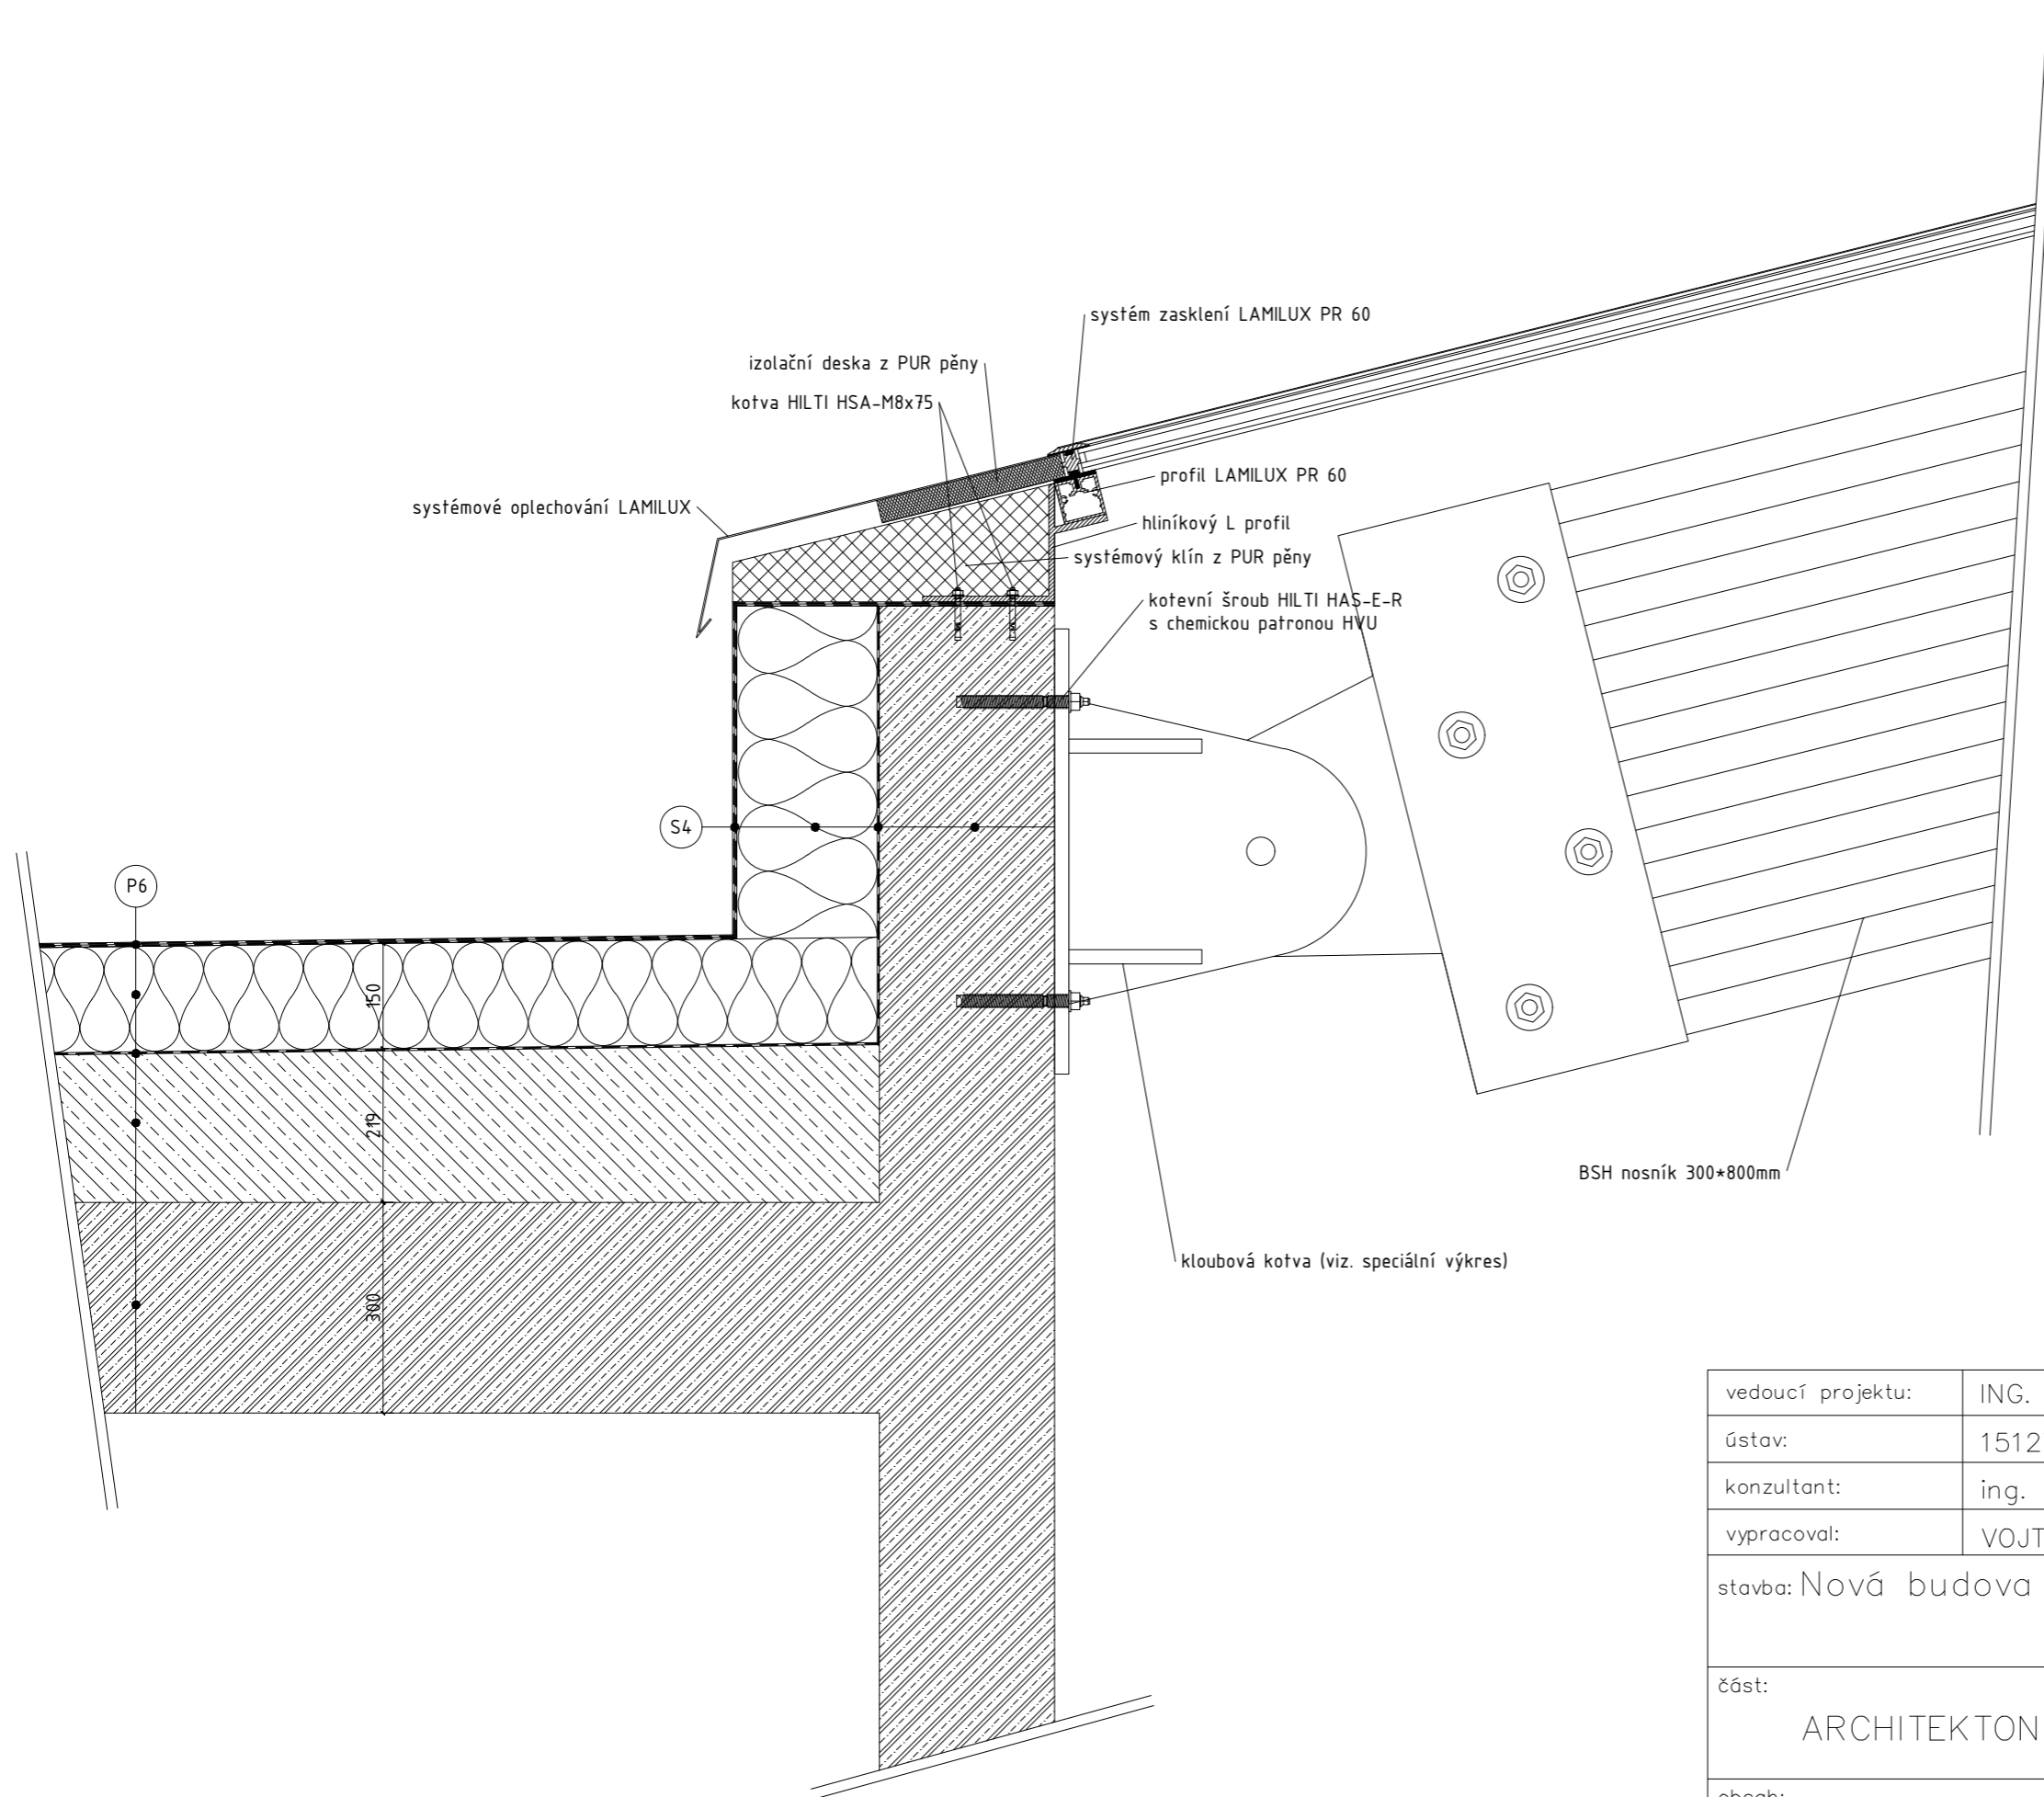 systém zasklení LAMILUX PR 60
izolační deska z PUR pěny
kotva HILTI HSA-M8x75
profil LAMILUX PR 60
systémové oplechování LAMILUX
hliníkový L profil
systémový klín z PUR pěny
kotevní šroub HILTI HAS-E-R
s chemickou patronou HVU
S4
P6
150
219
300
BSH nosník 300*800mm
kloubová kotva (viz. speciální výkres)
vedoucí projektu: ING.
ústav: 1512
konzultant: ing.
vypracoval: VOJT
stavba: Nová budova
část:
ARCHITEKTON
obsah: